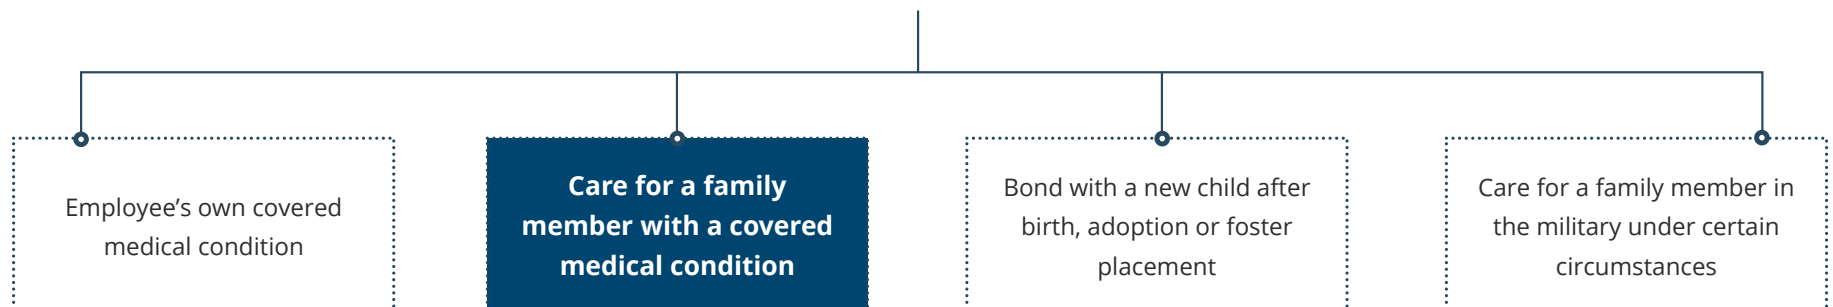 Employee’s own covered
medical condition
Care for a family
member with a covered
medical condition
Bond with a new child after
birth, adoption or foster
placement
Care for a family member in
the military under certain
circumstances